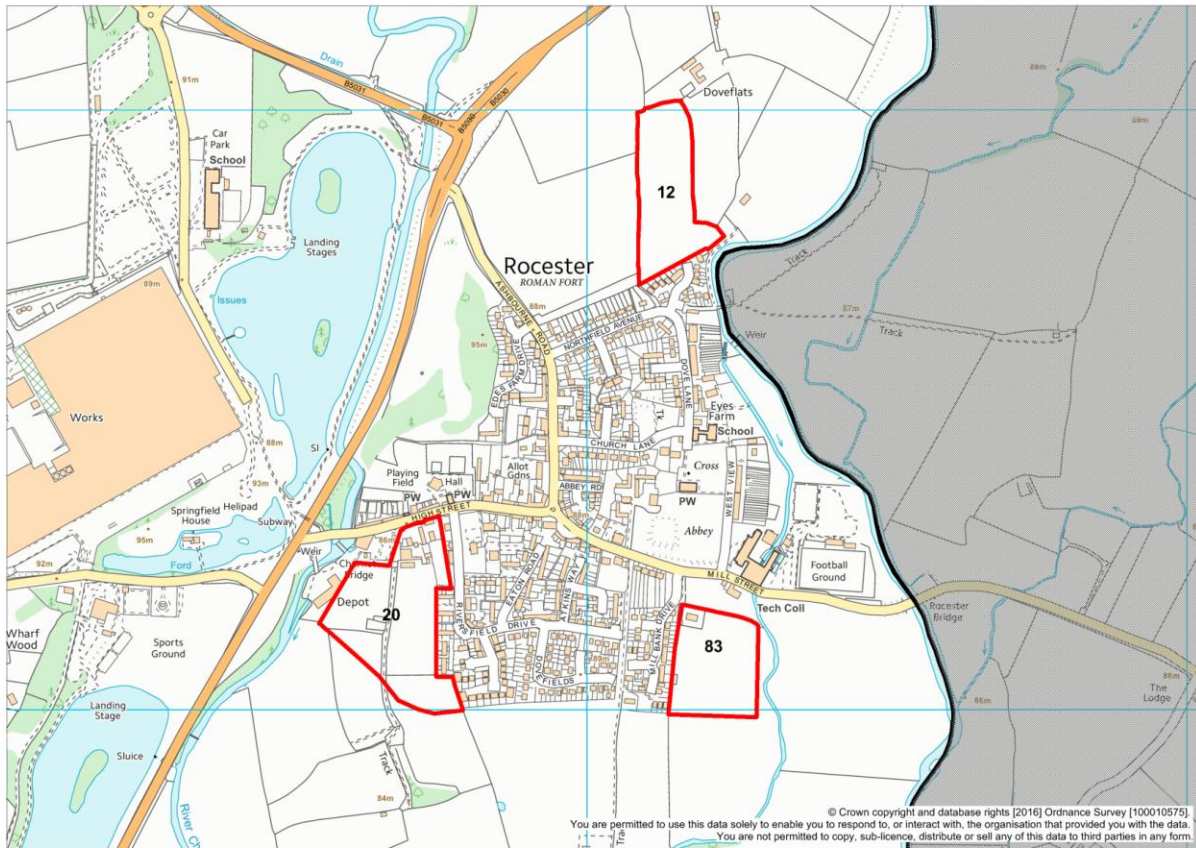 Drain
B5031
B5031
B5030
B5090
91m
Car
Park
School
Doveflats
89m
89m
12
Landing
Stages
Rocester
ROMAN FORT
ASHBOURNE ROAD
88m
89m
Issues
Track
87m
Track
95m
NORTHFIELD AVENUE
EDES FARM DRIVE
DOVE LANE
Weir
Works
Tk
Eyes
Farm
School
CHURCH LANE
88m
SI
93m
Playing
Field
Hall
Allot
Gdns
Cross
PW
PW
ABBEY RD
PW
WEST VIEW
Springfield
House
Helipad
Subway
HIGH STREET
88m
Abbey
95m
Ford
Weir
86m
Bridge
Football
Ground
92m
MILL STREET
Depot
EATON ROAD
ATKINS WAY
Tech Coll
Rocester
Bridge
20
RIVERSFIELD DRIVE
MILLBANK DRIVE
83
Wharf
Wood
Sports
Ground
DOVEFIELDS
89m
86m
The
Lodge
86m
Landing
Stage
Sluice
Track
84m
River Ch
© Crown copyright and database rights [2016] Ordnance Survey [100010575].
You are permitted to use this data solely to enable you to respond to, or interact with, the organisation that provided you with the data.
You are not permitted to copy, sub-licence, distribute or sell any of this data to third parties in any form.